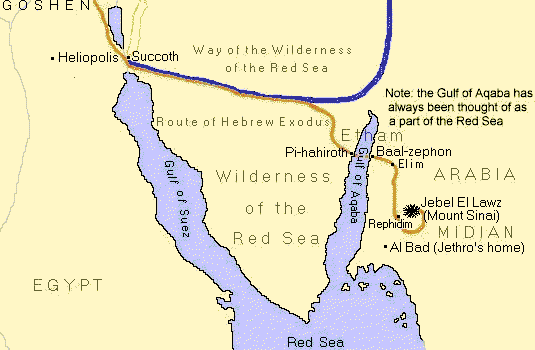 GOSHEN
Heliopolis
Succoth
Way of the Wilderness
of the Red Sea
Note: the Gulf of Aqaba has
always been thought of as
a part of the Red Sea
Route of Hebrew Exodus
Etham
Pi-hahiroth
Baal-zephon
Elim
Gulf of Suez
Gulf of Aqaba
Wilderness
of the
Red Sea
ARABIA
Jebel El Lawz
(Mount Sinai)
Rephidim
MIDIAN
Al Bad (Jethro's home)
EGYPT
Red Sea